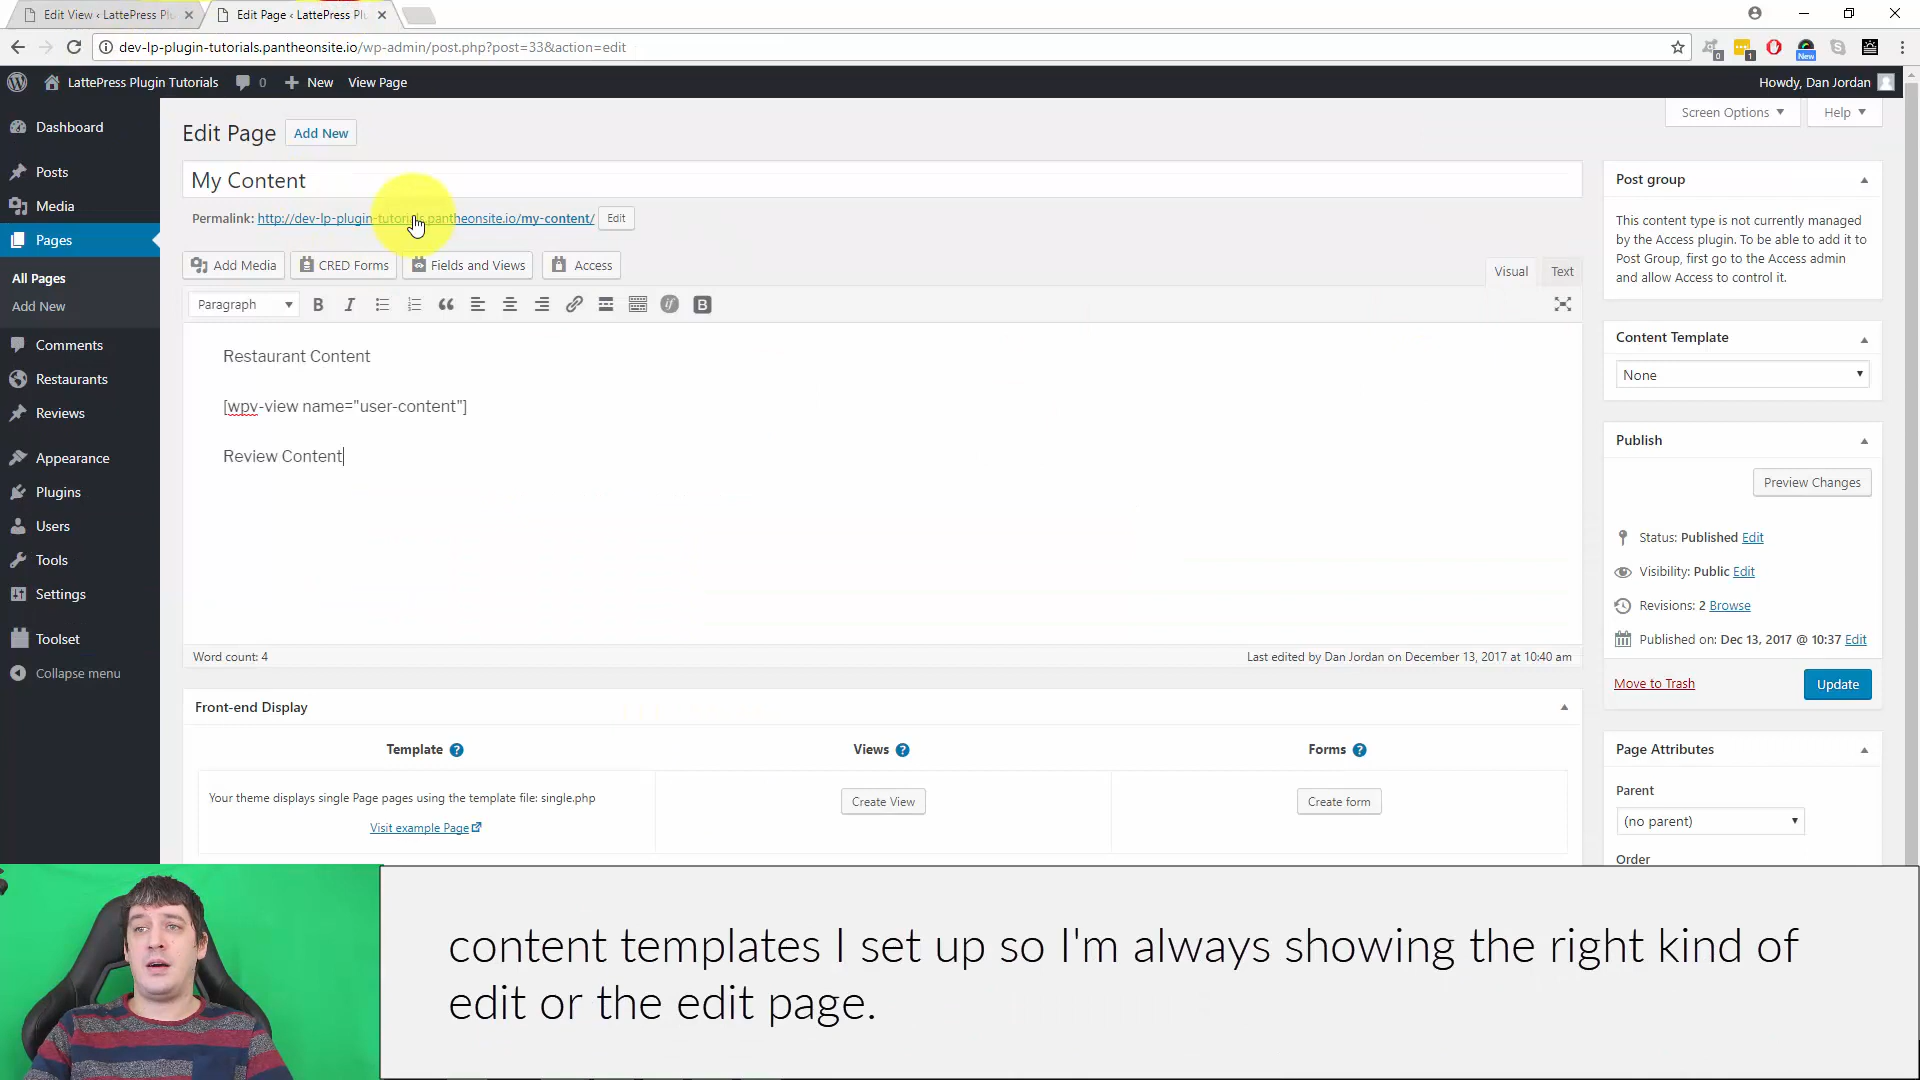 Edit View ‹ LattePress Pl
Edit Page ‹ LattePress Pl
dev-lp-plugin-tutorials.pantheonsite.io/wp-admin/post.php?post=33&action=edit
0
1
New
LattePress Plugin Tutorials
0
New
View Page
Howdy, Dan Jordan
Dashboard
Posts
Media
Pages
All Pages
Add New
Comments
Restaurants
Reviews
Appearance
Plugins
Users
Tools
Settings
Toolset
Collapse menu
Screen Options
Help
Edit Page
Add New
My Content
Permalink: http://dev-lp-plugin-tutorials.pantheonsite.io/my-content/
Edit
Add Media
CRED Forms
Fields and Views
Access
Visual
Text
Paragraph
B
I
if
B
Restaurant Content
[wpv-view name="user-content"]
Review Content
Word count: 4
Last edited by Dan Jordan on December 13, 2017 at 10:40 am
Front-end Display
Template ?
Views ?
Forms ?
Your theme displays single Page pages using the template file: single.php
Visit example Page
Create View
Create form
Post group
This content type is not currently managed
by the Access plugin. To be able to add it to
Post Group, first go to the Access admin
and allow Access to control it.
Content Template
None
Publish
Preview Changes
Status: Published Edit
Visibility: Public Edit
Revisions: 2 Browse
Published on: Dec 13, 2017 @ 10:37 Edit
Move to Trash
Update
Page Attributes
Parent
(no parent)
Order
content templates I set up so I'm always showing the right kind of
edit or the edit page.